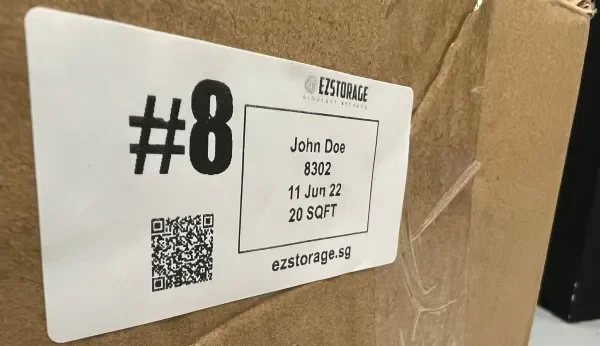 #8
EZSTORAGE
John Doe
8302
11 Jun 22
20 SQFT
ezstorage.sg